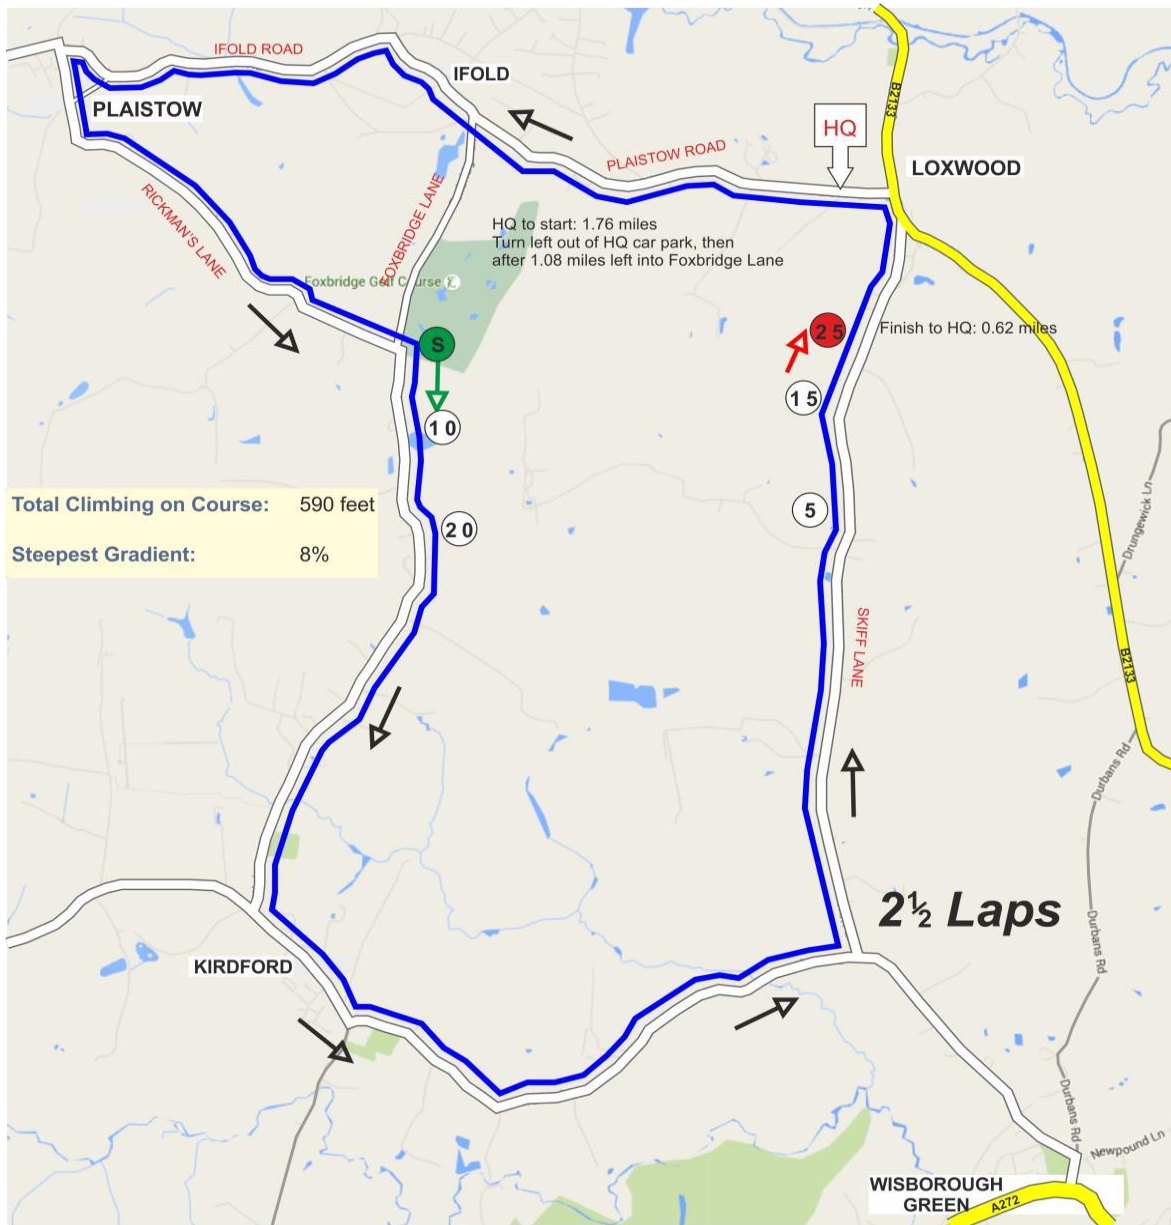 IFOLD ROAD
IFOLD
PLAISTOW
B2133
HQ
PLAISTOW ROAD
LOXWOOD
RICKMAN'S LANE
FOXBRIDGE LANE
HQ to start: 1.76 miles
Turn left out of HQ car park, then
after 1.08 miles left into Foxbridge Lane
Foxbridge Golf Course
S
25
Finish to HQ: 0.62 miles
15
10
Total Climbing on Course: 590 feet
5
20
Drungewick Ln
Steepest Gradient: 8%
SKIFF LANE
B2133
Durbans Rd
2½ Laps
Durbans Rd
KIRDFORD
Durbans Rd
Newpound Ln
WISBOROUGH
GREEN
A272